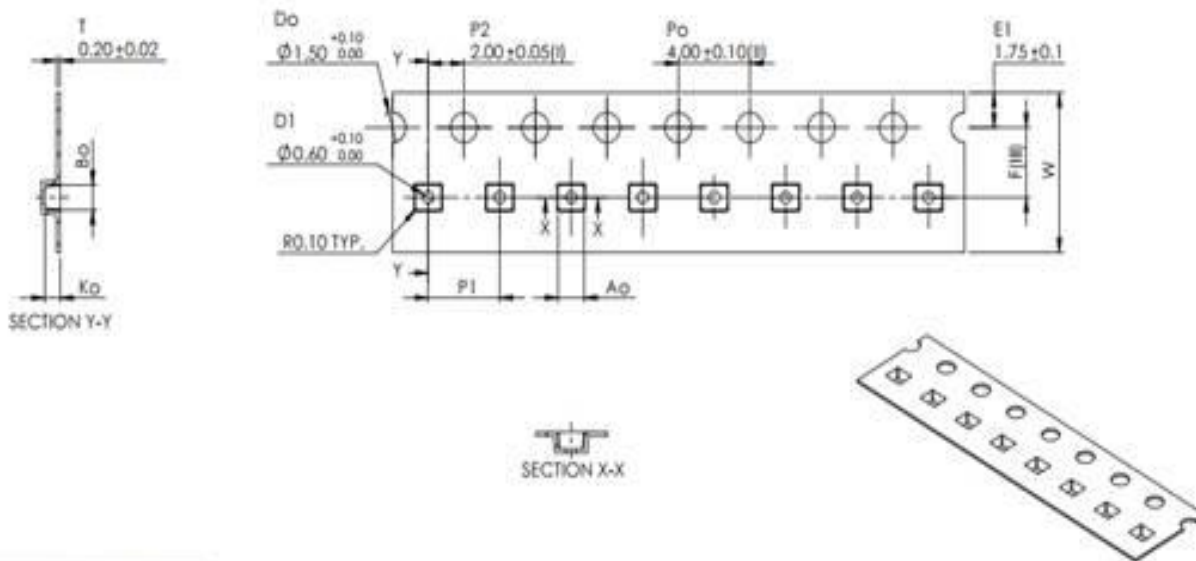 T
0.20±0.02
Do
Ø1.50 +0.10 0.00
P2
2.00±0.05(I)
Po
4.00±0.10(II)
E1
1.75±0.1
Y
D1
Ø0.60 +0.10 0.00
Bo
F(III)
W
X X
R0.10 TYP.
Y
P1
Ao
Ko
SECTION Y-Y
SECTION X-X